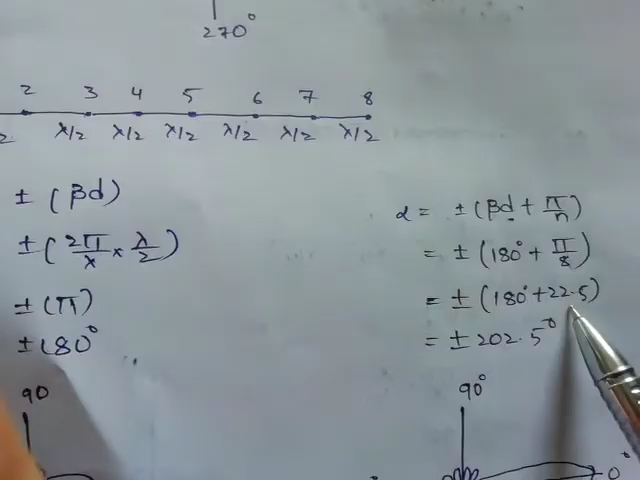 270°
2 3 4 5 6 7 8
2 λ/2 λ/2 λ/2 λ/2 λ/2 λ/2
± (βd)
± (2π/λ × λ/2)
± (π)
± 180°
90
α = ± (βd + π/n)
= ± (180° + π/8)
= ± (180° + 22.5)
= ± 202.5°
90°
0°